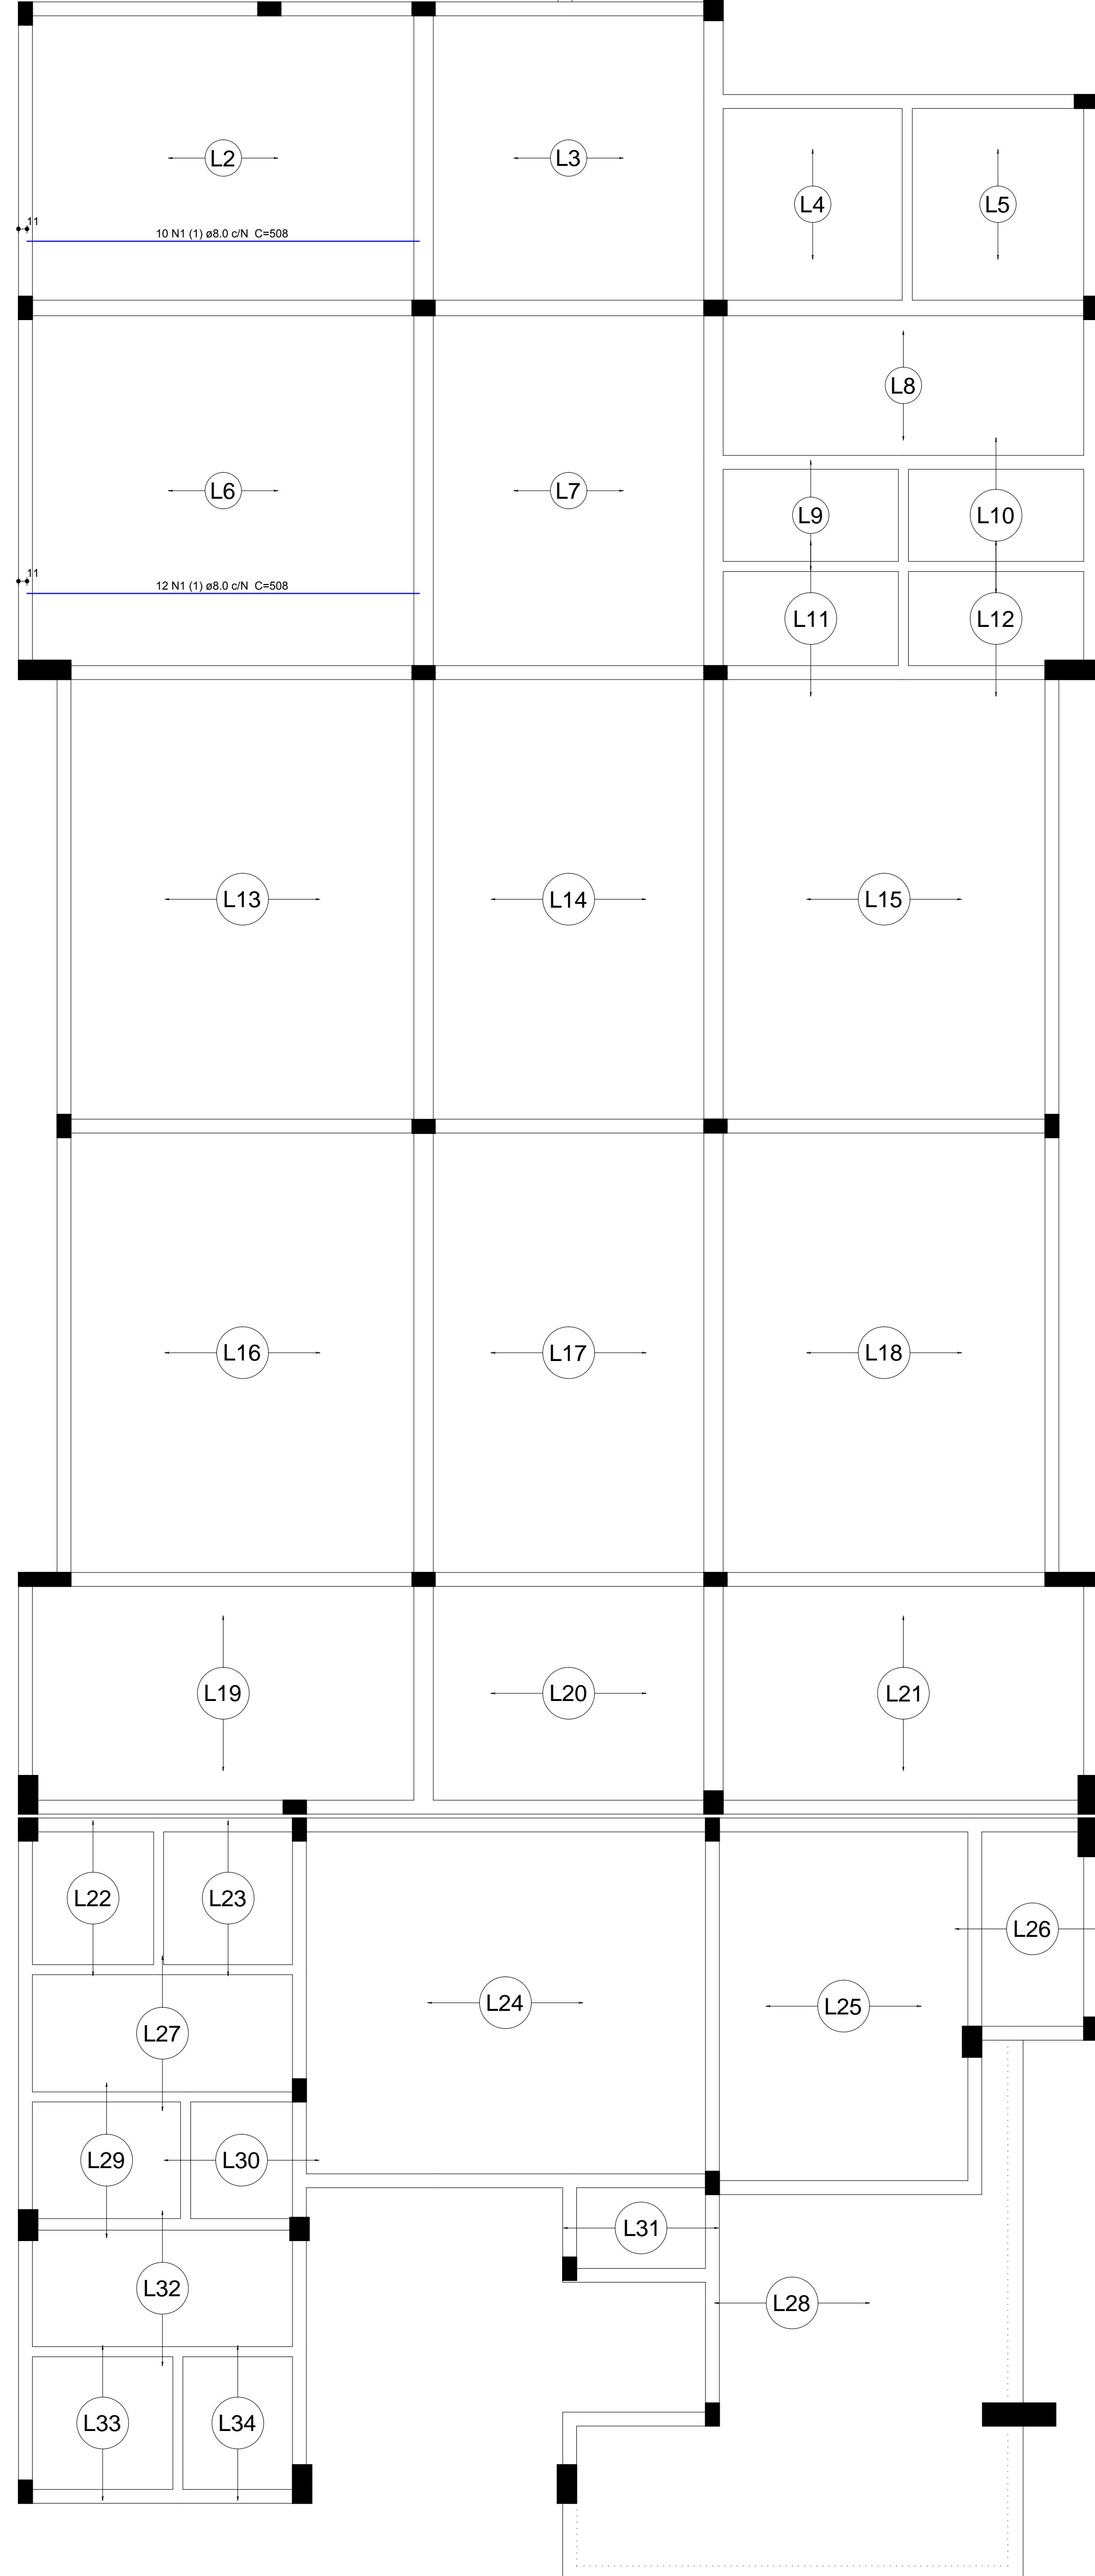 L2
L3
L4
L5
11
10 N1 (1) ø8.0 c/N C=508
L8
L6
L7
L9
L10
11
12 N1 (1) ø8.0 c/N C=508
L11
L12
L13
L14
L15
L16
L17
L18
L19
L20
L21
L22
L23
L26
L24
L25
L27
L29
L30
L31
L32
L28
L33
L34